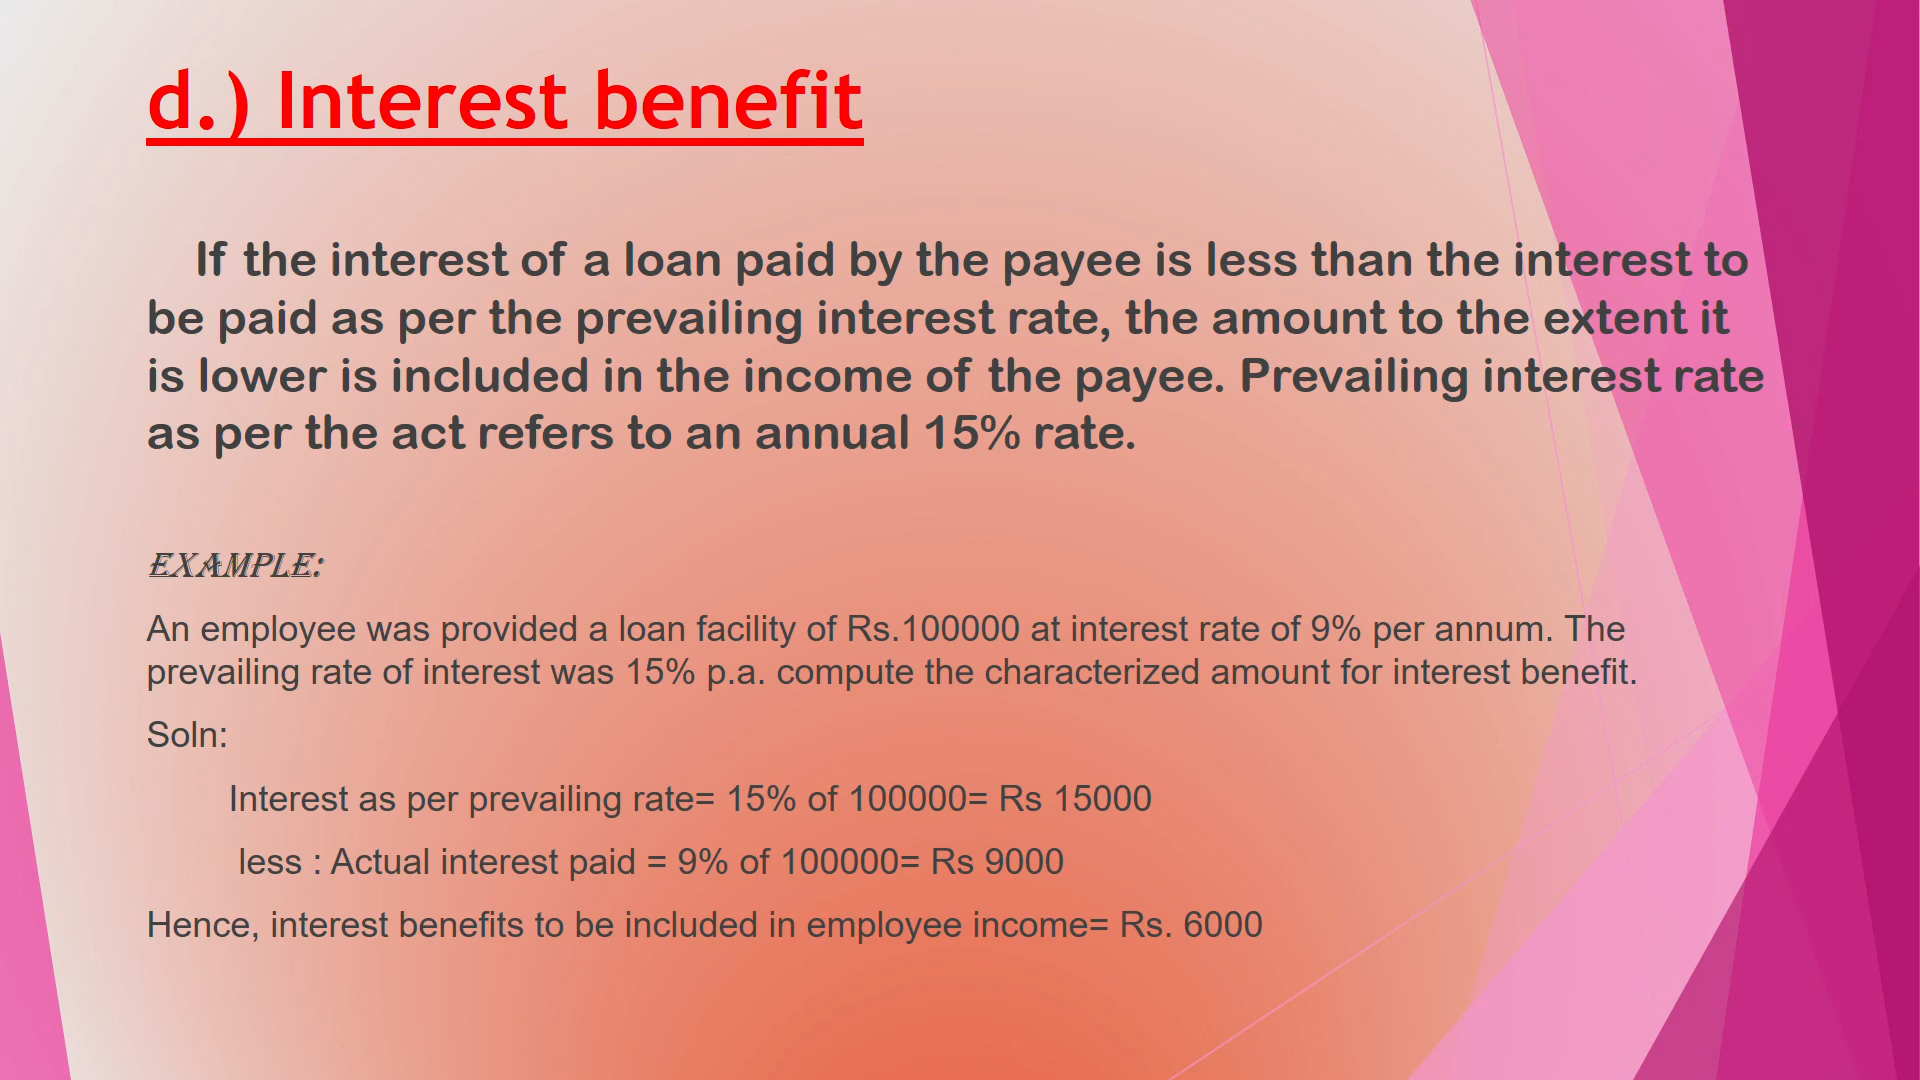 d.) Interest benefit
If the interest of a loan paid by the payee is less than the interest to
be paid as per the prevailing interest rate, the amount to the extent it
is lower is included in the income of the payee. Prevailing interest rate
as per the act refers to an annual 15% rate.
EXAMPLE:
An employee was provided a loan facility of Rs.100000 at interest rate of 9% per annum. The
prevailing rate of interest was 15% p.a. compute the characterized amount for interest benefit.
Soln:
Interest as per prevailing rate= 15% of 100000= Rs 15000
less : Actual interest paid = 9% of 100000= Rs 9000
Hence, interest benefits to be included in employee income= Rs. 6000